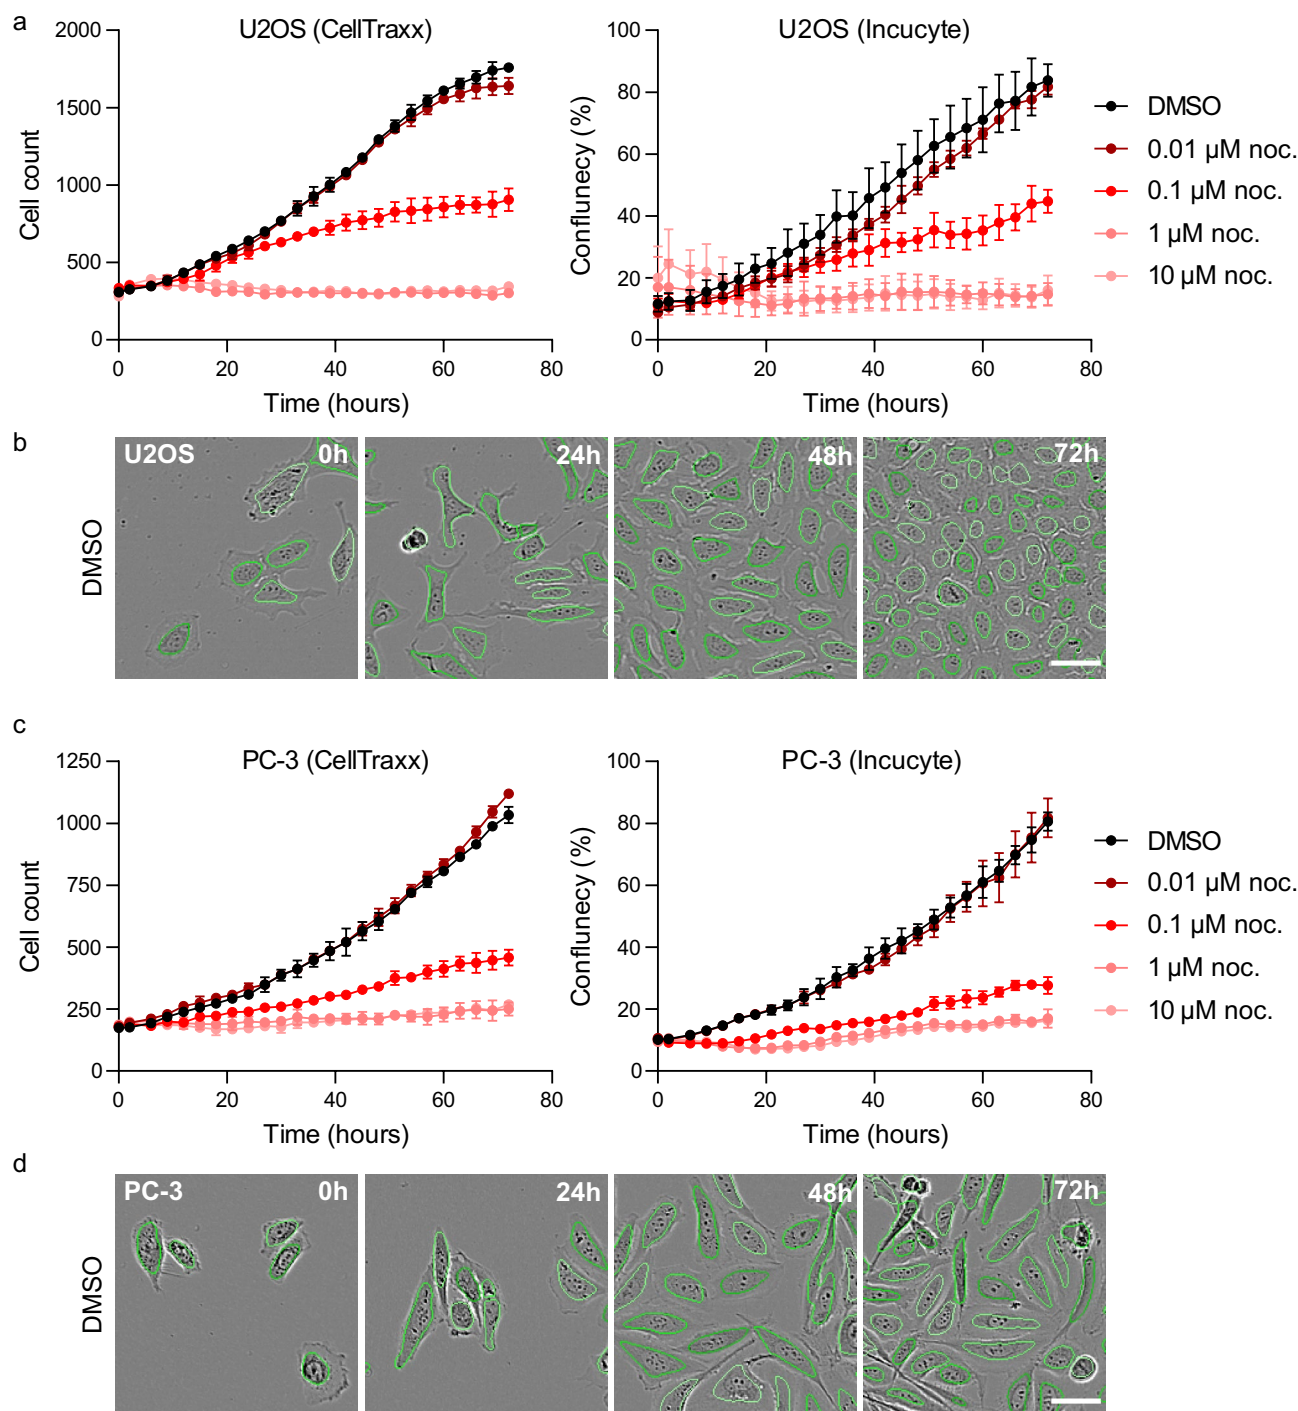 a
U2OS (CellTraxx)
2000
1500
1000
500
0
Cell count
0 20 40 60 80
Time (hours)
U2OS (Incucyte)
100
80
60
40
20
0
Conflunecy (%)
0 20 40 60 80
Time (hours)
DMSO
0.01 µM noc.
0.1 µM noc.
1 µM noc.
10 µM noc.
b
DMSO
U2OS 0h
24h
48h
72h
c
PC-3 (CellTraxx)
1250
1000
750
500
250
0
Cell count
0 20 40 60 80
Time (hours)
PC-3 (Incucyte)
100
80
60
40
20
0
Conflunecy (%)
0 20 40 60 80
Time (hours)
DMSO
0.01 µM noc.
0.1 µM noc.
1 µM noc.
10 µM noc.
d
DMSO
PC-3 0h
24h
48h
72h